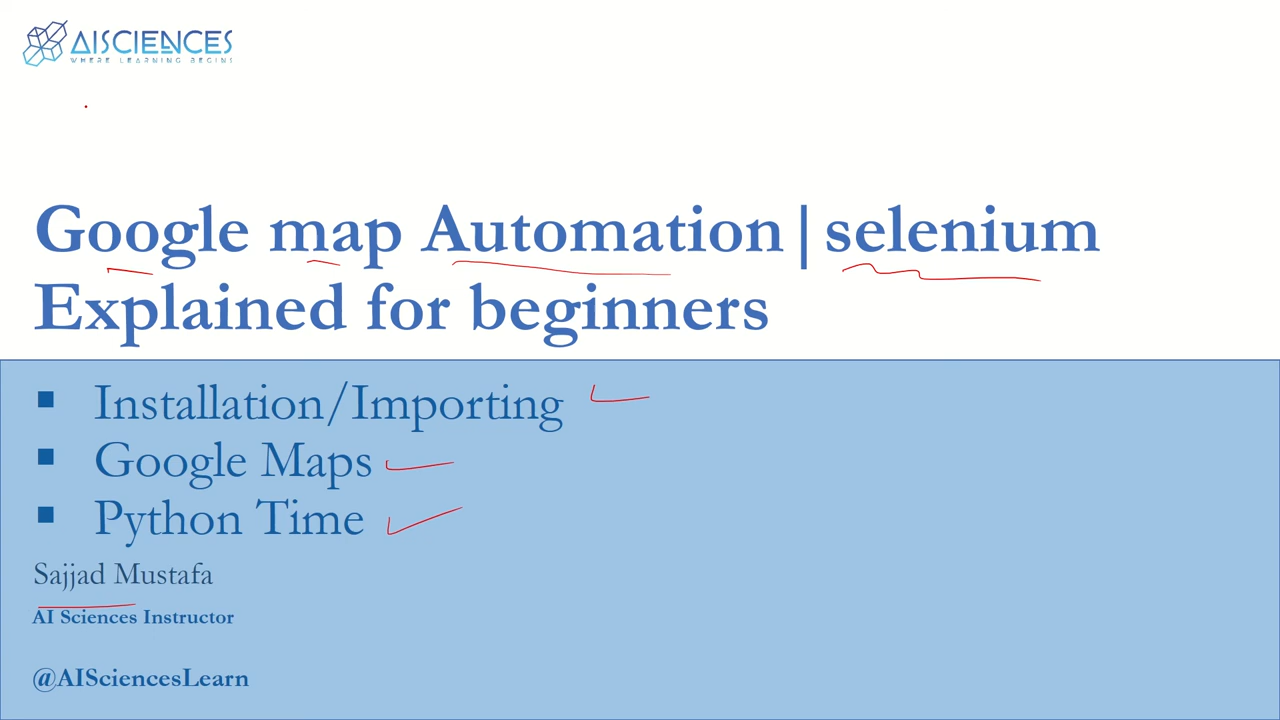 AISCIENCES
WHERE LEARNING BEGINS
Google map Automation|selenium
Explained for beginners
▪ Installation/Importing
▪ Google Maps
▪ Python Time
Sajjad Mustafa
AI Sciences Instructor
@AISciencesLearn